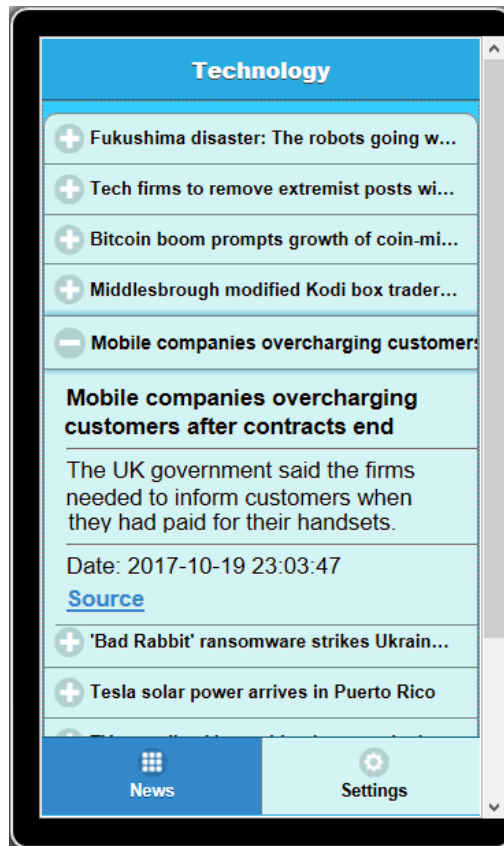 Technology
Fukushima disaster: The robots going w...
Tech firms to remove extremist posts wi...
Bitcoin boom prompts growth of coin-mi...
Middlesbrough modified Kodi box trader...
Mobile companies overcharging customers
Mobile companies overcharging
customers after contracts end
The UK government said the firms
needed to inform customers when
they had paid for their handsets.
Date: 2017-10-19 23:03:47
Source
'Bad Rabbit' ransomware strikes Ukrain...
Tesla solar power arrives in Puerto Rico
News
Settings